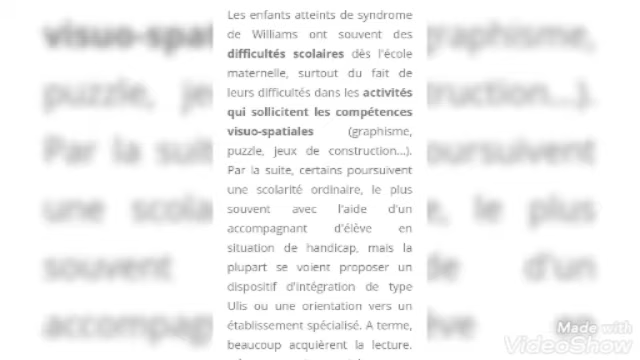 Les enfants atteints de syndrome
de Williams ont souvent des
difficultés scolaires dès l'école
maternelle, surtout du fait de
leurs difficultés dans les activités
qui sollicitent les compétences
visuo-spatiales (graphisme,
puzzle, jeux de construction...).
Par la suite, certains poursuivent
une scolarité ordinaire, le plus
souvent avec l'aide d'un
accompagnant d'élève en
situation de handicap, mais la
plupart se voient proposer un
dispositif d'intégration de type
Ulis ou une orientation vers un
établissement spécialisé. A terme,
beaucoup acquièrent la lecture.
Made with
VideoShow